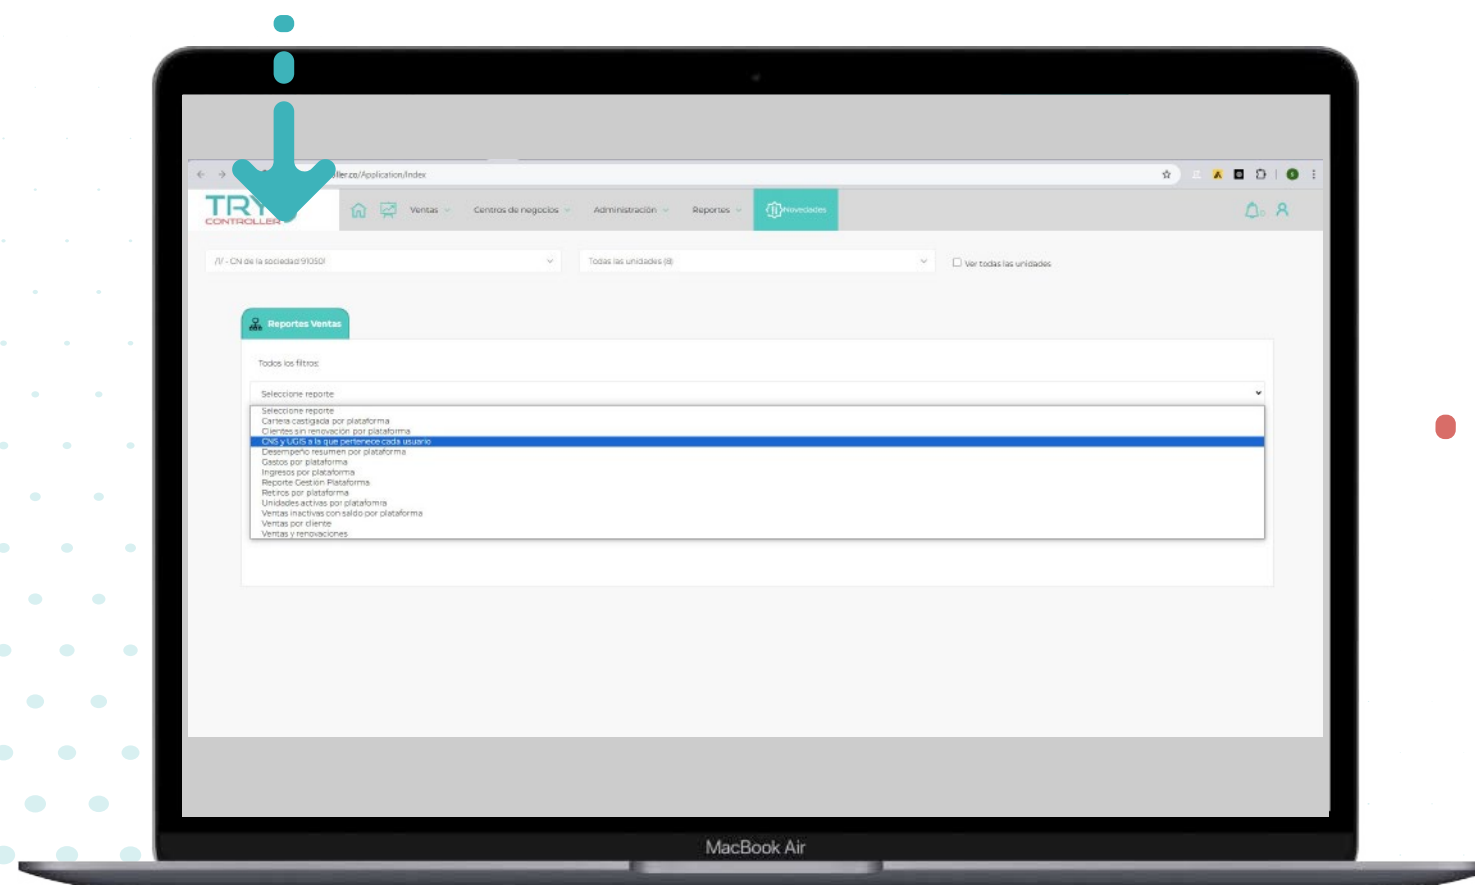 ller.co/Application/Index
CONTROLLER
Ventas
Centros de negocios
Administración
Reportes
Novedades
/1/ - CN de la sociedad 910501
Todas las unidades (8)
Ver todas las unidades
Reportes Ventas
Todos los filtros:
Seleccione reporte
Seleccione reporte
Cartera castigada por plataforma
Clientes sin renovación por plataforma
CNS y UGIS a la que pertenece cada usuario
Desempeño resumen por plataforma
Gastos por plataforma
Ingresos por plataforma
Reporte Gestión Plataforma
Retiros por plataforma
Unidades activas por plataforma
Ventas inactivas con saldo por plataforma
Ventas por cliente
Ventas y renovaciones
MacBook Air